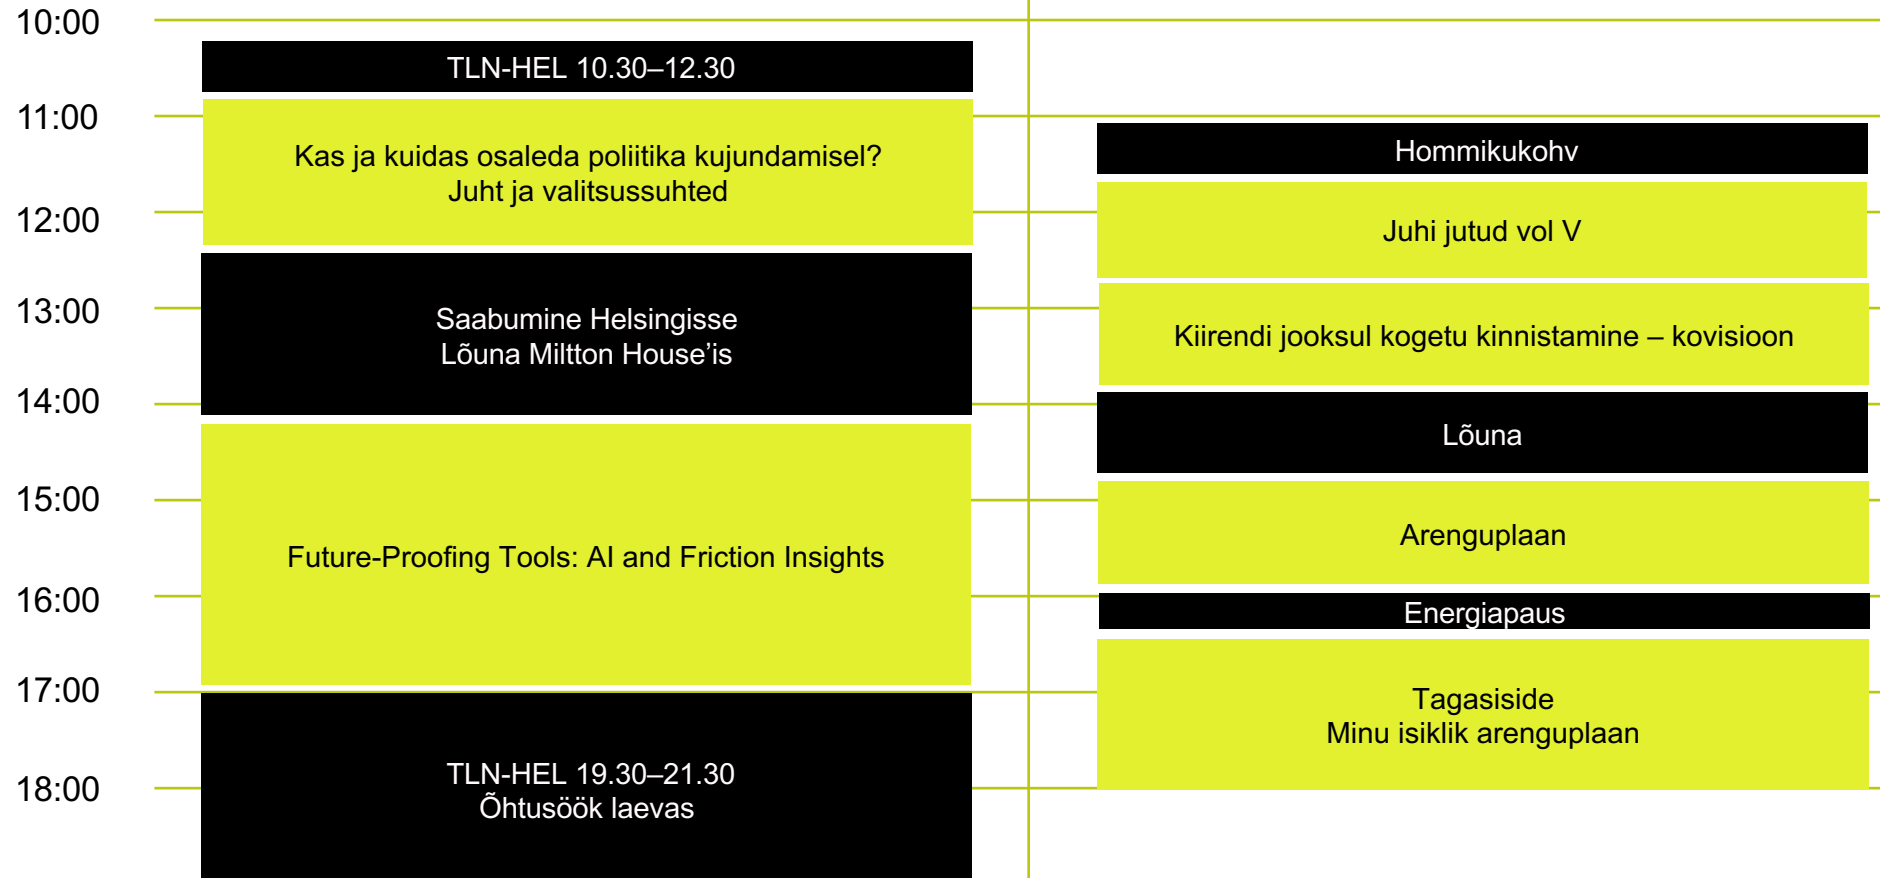 10:00
11:00
12:00
13:00
14:00
15:00
16:00
17:00
18:00
TLN-HEL 10.30–12.30
Kas ja kuidas osaleda poliitika kujundamisel?
Juht ja valitsussuhted
Saabumine Helsingisse
Lõuna Miltton House’is
Future-Proofing Tools: AI and Friction Insights
TLN-HEL 19.30–21.30
Õhtusöök laevas
Hommikukohv
Juhi jutud vol V
Kiirendi jooksul kogetu kinnistamine – kovisioon
Lõuna
Arenguplaan
Energiapaus
Tagasiside
Minu isiklik arenguplaan